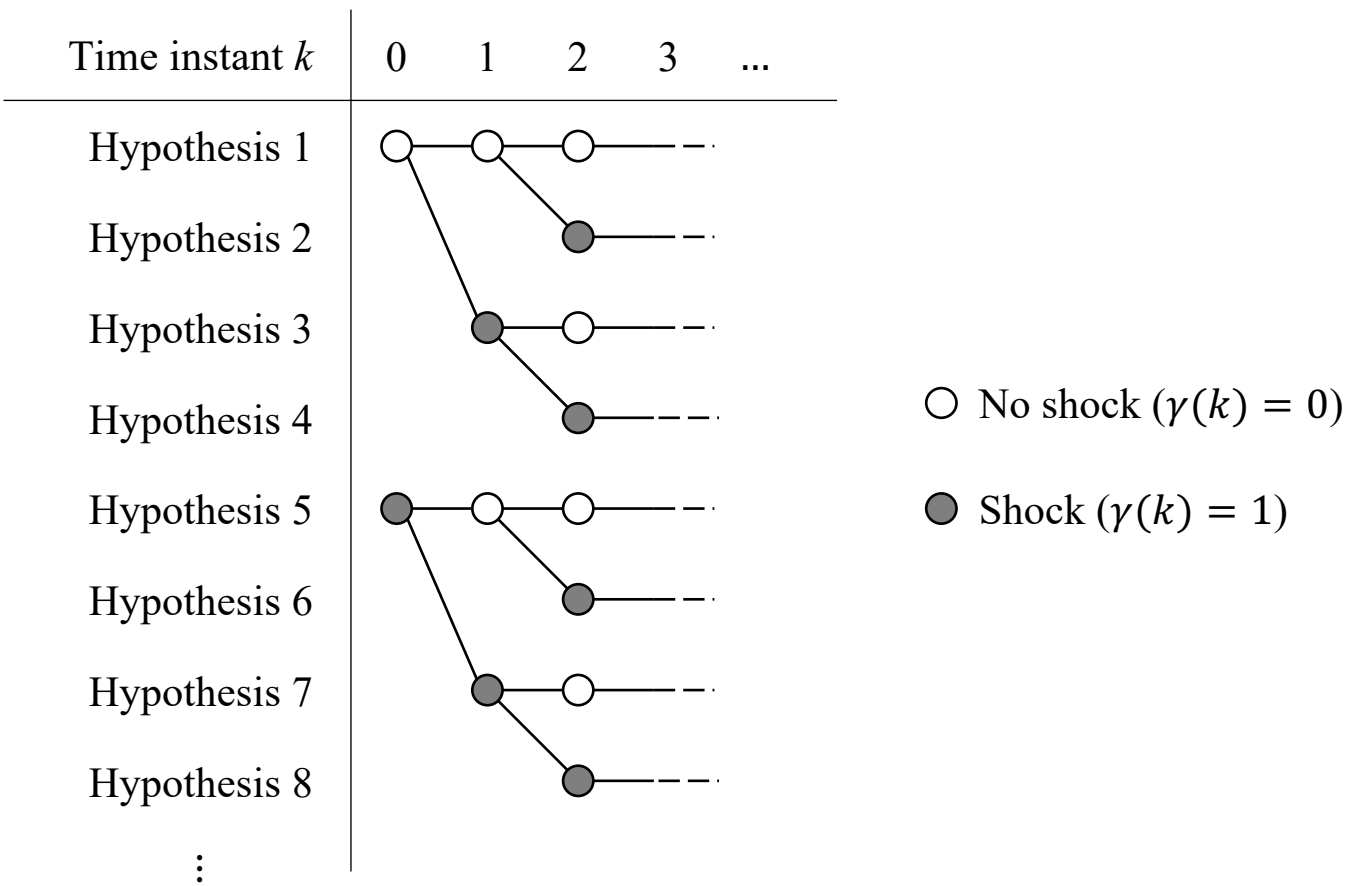 Time instant k 0 1 2 3 ...
Hypothesis 1
Hypothesis 2
Hypothesis 3
Hypothesis 4
Hypothesis 5
Hypothesis 6
Hypothesis 7
Hypothesis 8
⋮
No shock (γ(k) = 0)
Shock (γ(k) = 1)